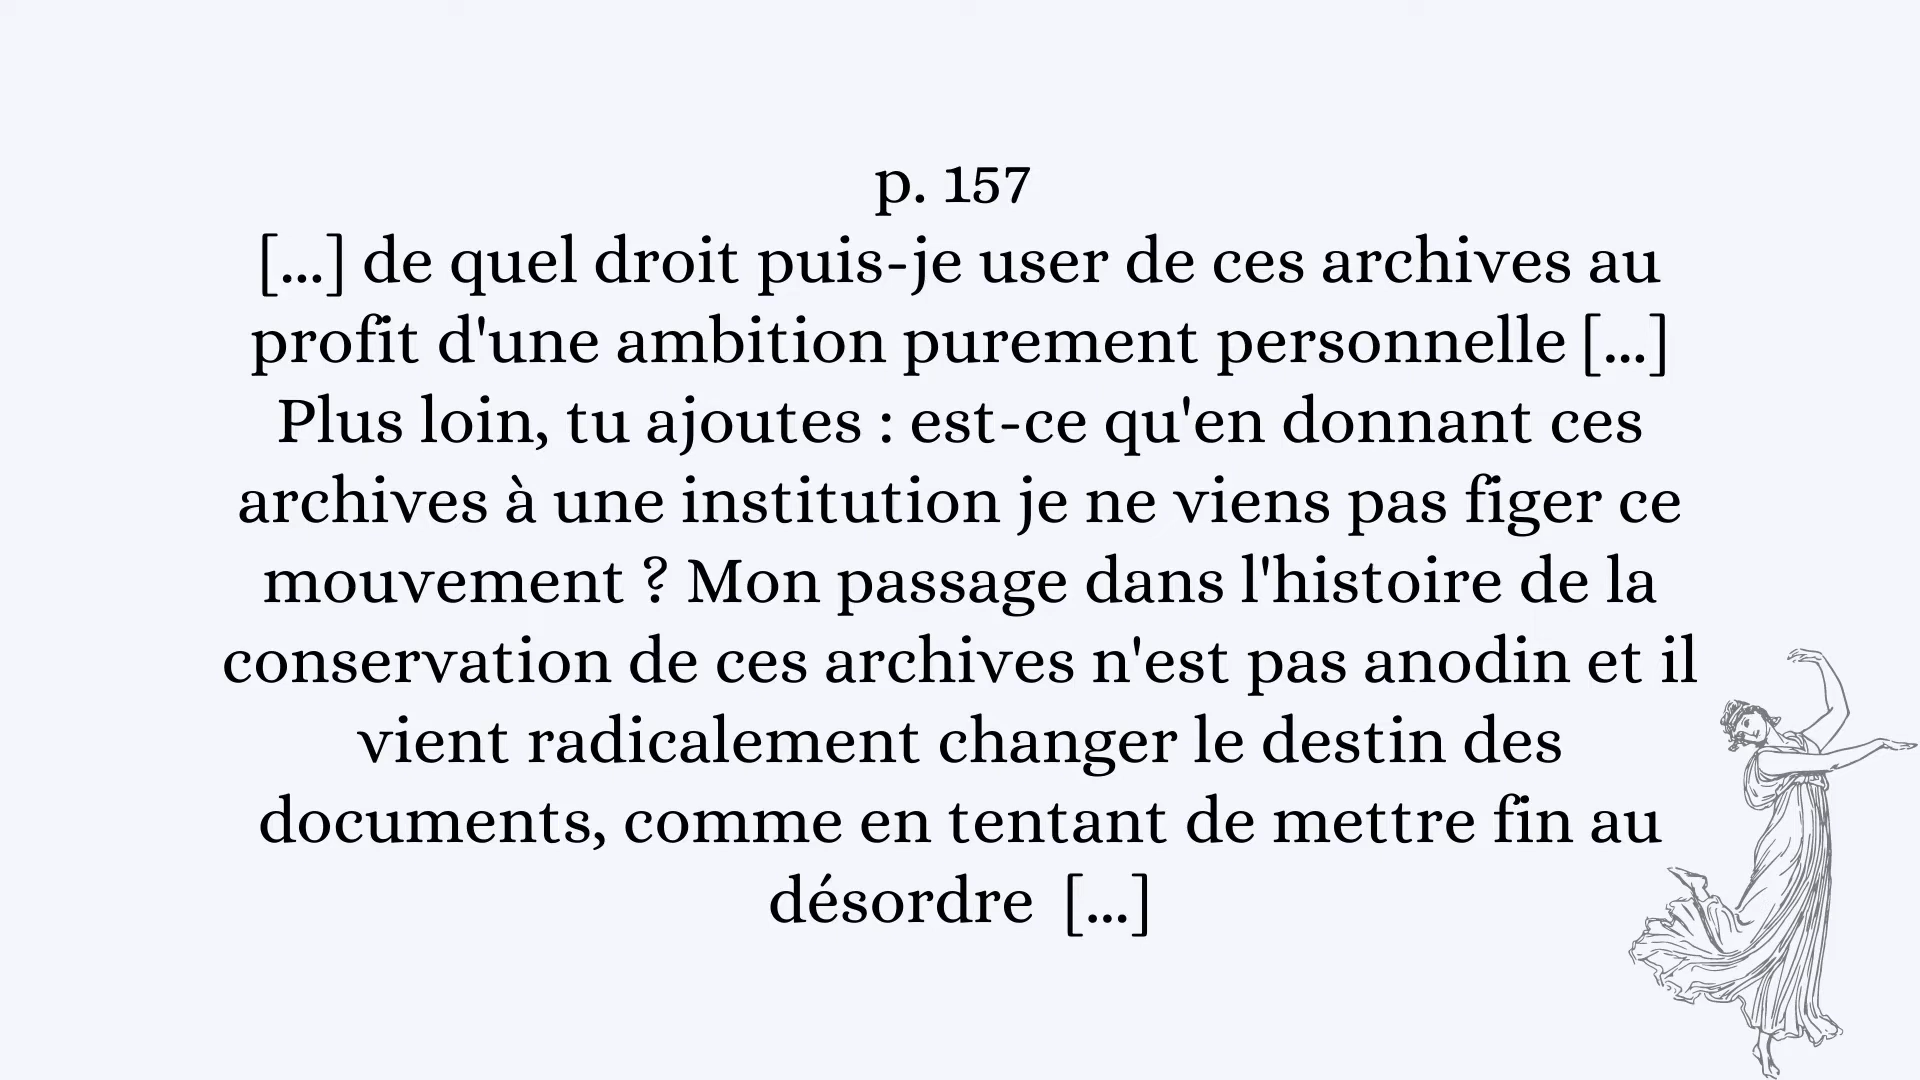 p. 157
[...] de quel droit puis-je user de ces archives au
profit d'une ambition purement personnelle [...]
Plus loin, tu ajoutes : est-ce qu'en donnant ces
archives à une institution je ne viens pas figer ce
mouvement ? Mon passage dans l'histoire de la
conservation de ces archives n'est pas anodin et il
vient radicalement changer le destin des
documents, comme en tentant de mettre fin au
désordre  [...]